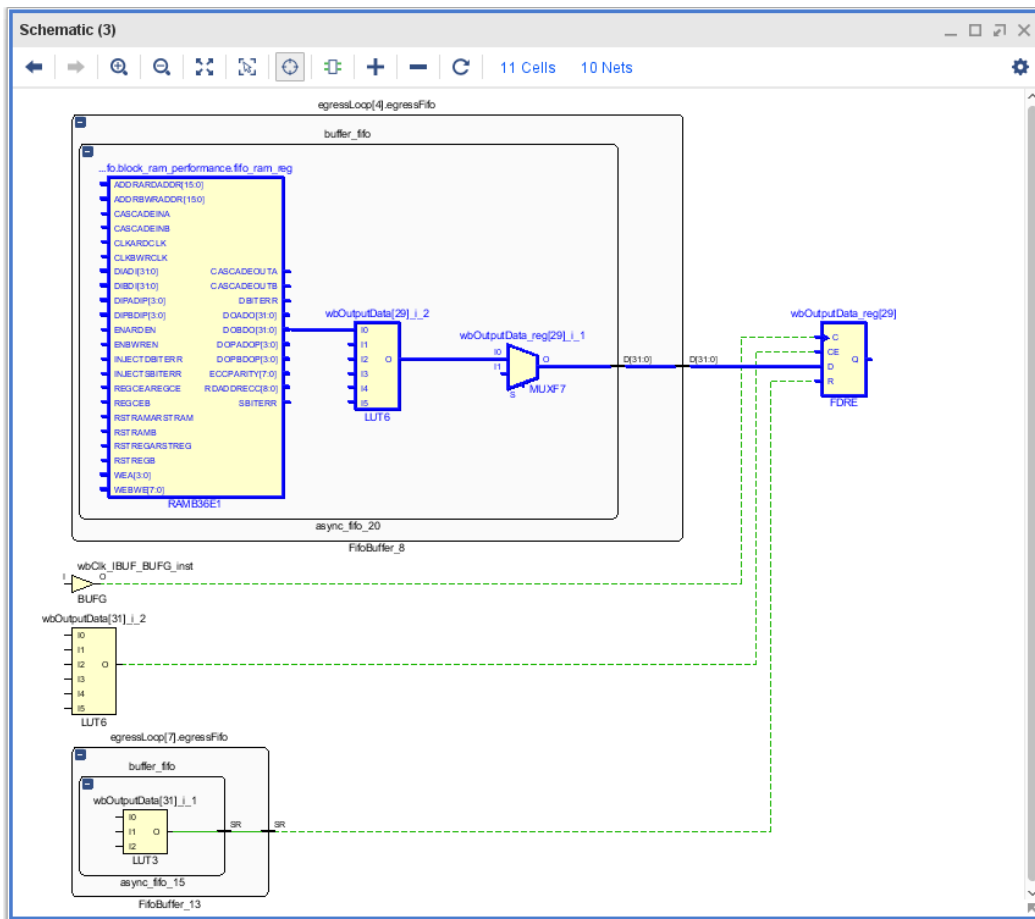 Schematic (3)
11 Cells 10 Nets
egressLoop[4].egressFifo
buffer_fifo
...fo.block_ram_performance.fifo_ram_reg
ADDRARDADDR[15:0]
ADDRBWRADDR[15:0]
CASCADEINA
CASCADEINB
CLKARDCLK
CLKBWRCLK
DIADI[31:0] CASCADEOUTA
DIBDI[31:0] CASCADEOUTB
DIPADIP[3:0] DBITERR
DIPBDIP[3:0] DOADO[31:0]
ENARDEN DOBDO[31:0]
ENBWREN DOPADOP[3:0]
INJECTDBITERR DOPBDOP[3:0]
INJECTSBITERR ECCPARITY[7:0]
REGCEAREGCE RDADDRECC[8:0]
REGCEB SBITERR
RSTRAMARSTRAM
RSTRAMB
RSTREGARSTREG
RSTREGB
WEA[3:0]
WEBWE[7:0]
RAMB36E1
wbOutputData[29]_i_2
I0
I1
I2 O
I3
I4
I5
LUT6
wbOutputData_reg[29]_i_1
I0 O
I1
S
MUXF7
D[31:0] D[31:0]
wbOutputData_reg[29]
C
CE Q
D
R
FDRE
async_fifo_20
FifoBuffer_8
wbClk_IBUF_BUFG_inst
I O
BUFG
wbOutputData[31]_i_2
I0
I1
I2 O
I3
I4
I5
LUT6
egressLoop[7].egressFifo
buffer_fifo
wbOutputData[31]_i_1
I0
I1 O
I2
LUT3
SR SR
async_fifo_15
FifoBuffer_13